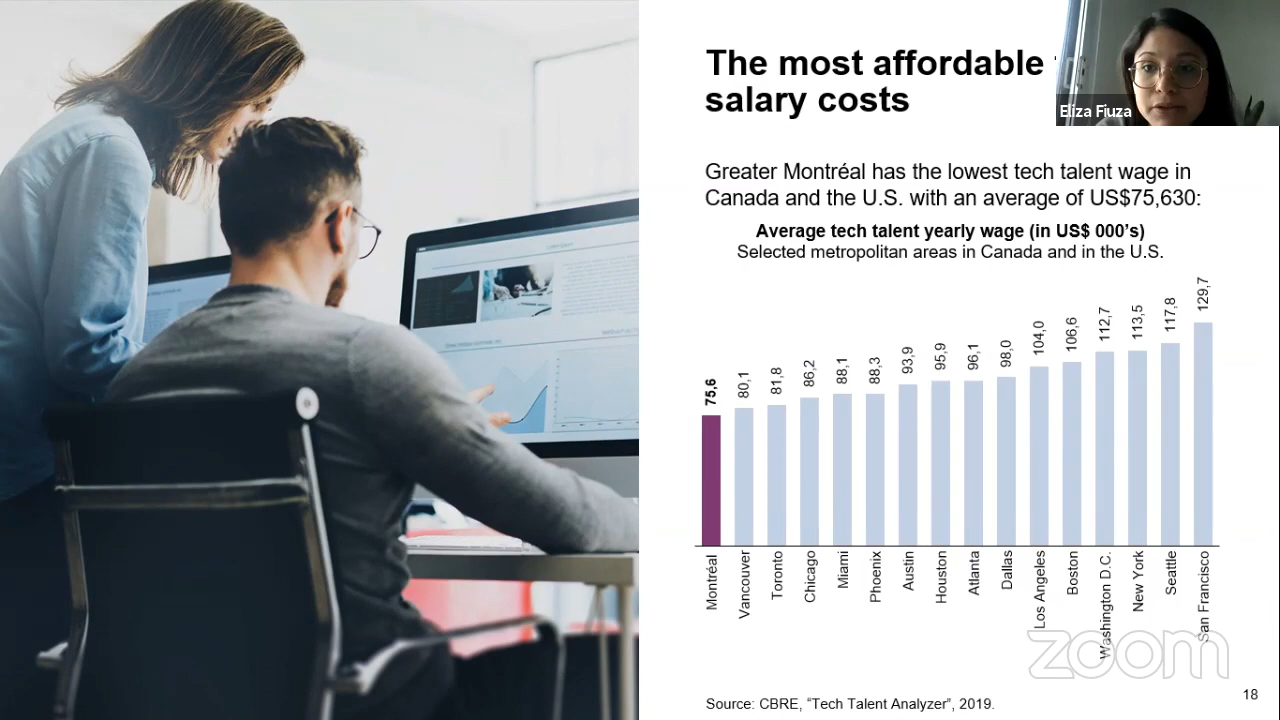 The most affordable
salary costs
Eliza Fiuza
Greater Montréal has the lowest tech talent wage in
Canada and the U.S. with an average of US$75,630:
Average tech talent yearly wage (in US$ 000’s)
Selected metropolitan areas in Canada and in the U.S.
75,6
80,1
81,8
86,2
88,1
88,3
93,9
95,9
96,1
98,0
104,0
106,6
112,7
113,5
117,8
129,7
Montréal
Vancouver
Toronto
Chicago
Miami
Phoenix
Austin
Houston
Atlanta
Dallas
Los Angeles
Boston
Washington D.C.
New York
Seattle
San Francisco
zoom
Source: CBRE, “Tech Talent Analyzer”, 2019.
18